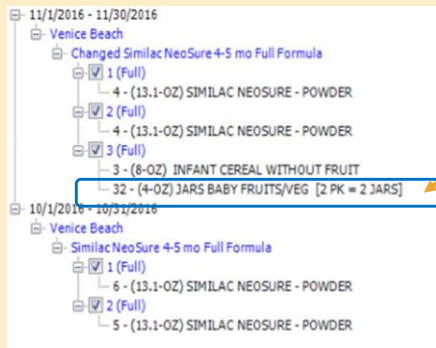 11/1/2016 - 11/30/2016
Venice Beach
Changed Similac NeoSure 4-5 mo Full Formula
1 (Full)
4 - (13.1-OZ) SIMILAC NEOSURE - POWDER
2 (Full)
4 - (13.1-OZ) SIMILAC NEOSURE - POWDER
3 (Full)
3 - (8-OZ) INFANT CEREAL WITHOUT FRUIT
32 - (4-OZ) JARS BABY FRUITS/VEG [2 PK = 2 JARS]
10/1/2016 - 10/31/2016
Venice Beach
Similac NeoSure 4-5 mo Full Formula
1 (Full)
6 - (13.1-OZ) SIMILAC NEOSURE - POWDER
2 (Full)
5 - (13.1-OZ) SIMILAC NEOSURE - POWDER